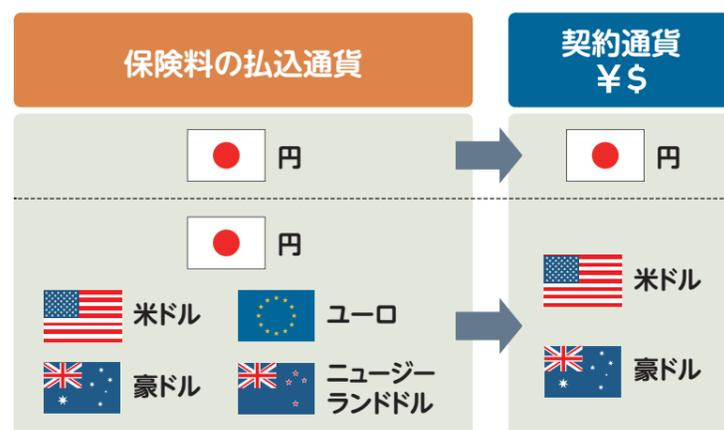 保険料の払込通貨
契約通貨
¥$
円
円
円
米ドル
ユーロ
豪ドル
ニュージー
ランドドル
米ドル
豪ドル